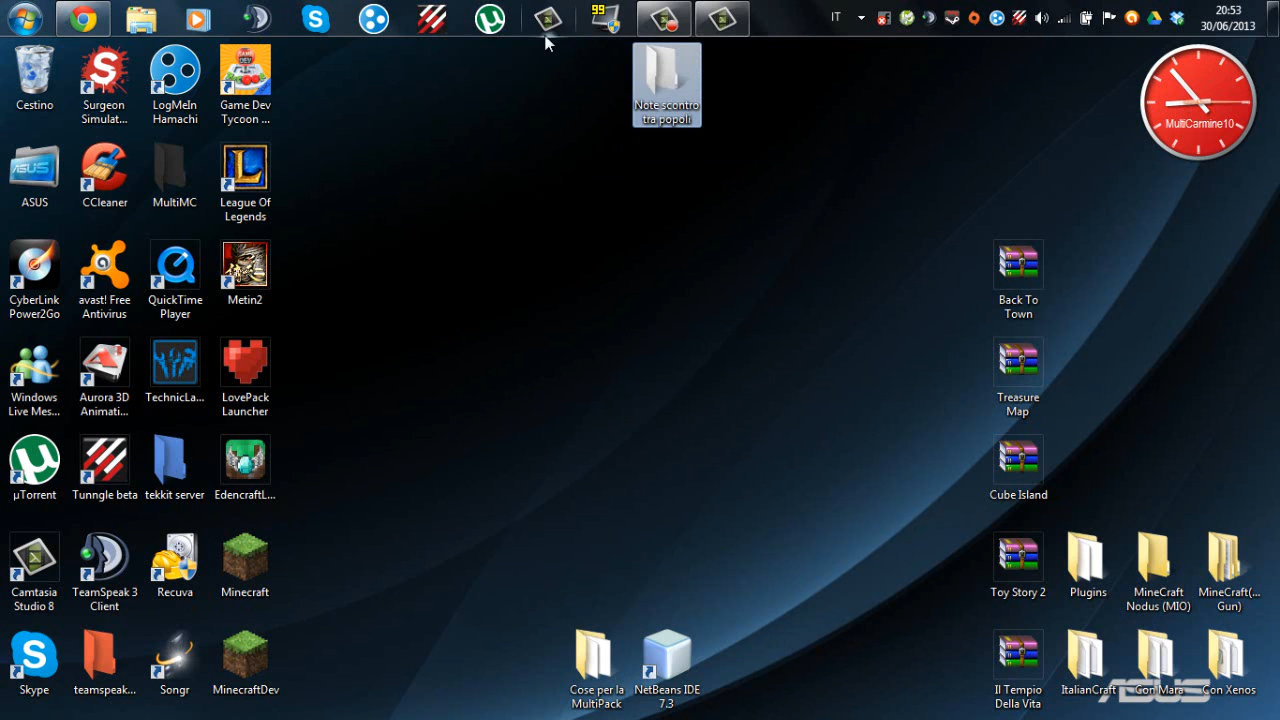 99
IT
20:53
30/06/2013
Cestino
Surgeon
Simulat...
LogMeIn
Hamachi
Game Dev
Tycoon ...
Note scontro
tra popoli
MultiCarmine10
ASUS
ASUS
CCleaner
MultiMC
League Of
Legends
CyberLink
Power2Go
avast! Free
Antivirus
QuickTime
Player
Metin2
Back To
Town
Windows
Live Mes...
Aurora 3D
Animati...
TechnicLa...
LovePack
Launcher
Treasure
Map
µTorrent
Tunngle beta
tekkit server
EdencraftL...
Cube Island
Camtasia
Studio 8
TeamSpeak 3
Client
Recuva
Minecraft
Toy Story 2
Plugins
MineCraft
Nodus (MIO)
MineCraft(...
Gun)
Skype
teamspeak...
Songr
MinecraftDev
Cose per la
MultiPack
NetBeans IDE
7.3
Il Tempio
Della Vita
ItalianCraft
Con Mara
Con Xenos
ASUS